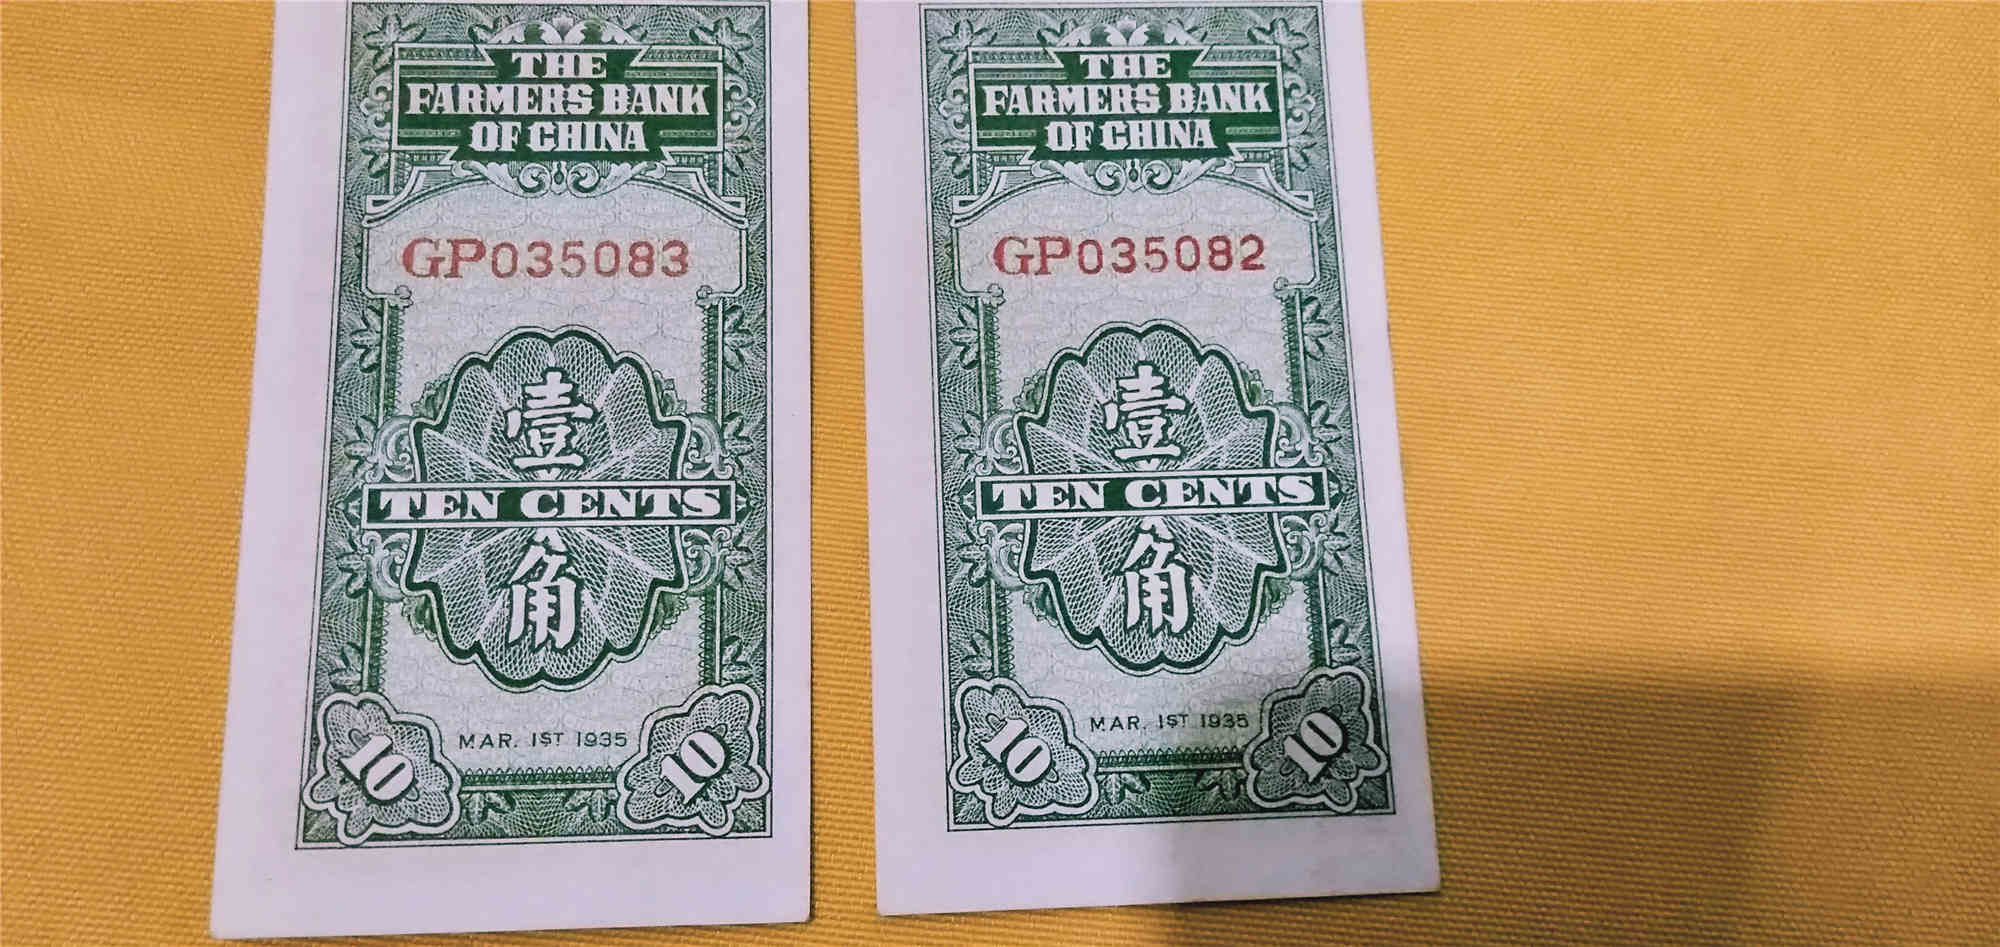 THE
FARMERS BANK
OF CHINA
GP035083
壹
TEN CENTS
角
MAR. 1ST 1935
10
10
THE
FARMERS BANK
OF CHINA
GP035082
壹
TEN CENTS
角
MAR. 1ST 1935
10
10